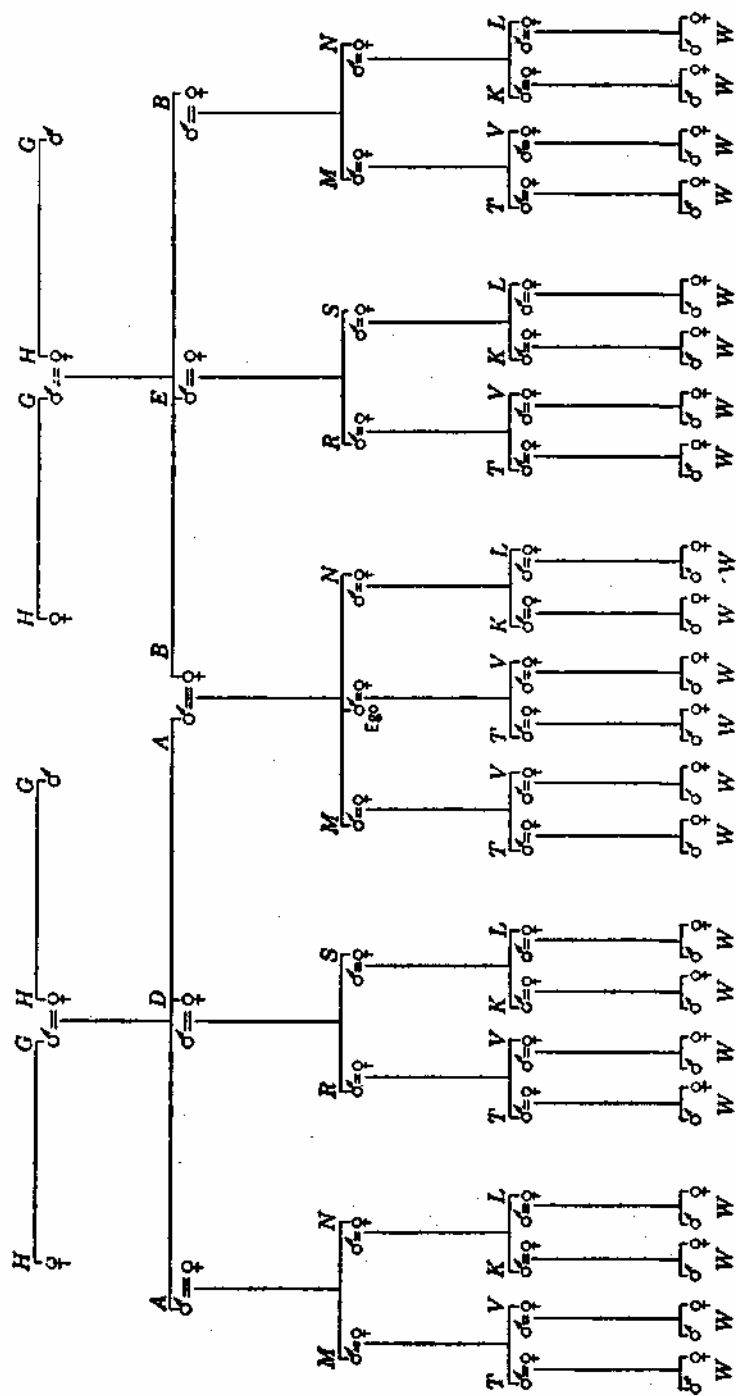 H G H G H G H G
A D A B E B
M N R S M N R S M N
Ego
T V K L T V K L T V T V K L T V K L T V K L
W W W W W W W W W W W W W W W W W W W W W W